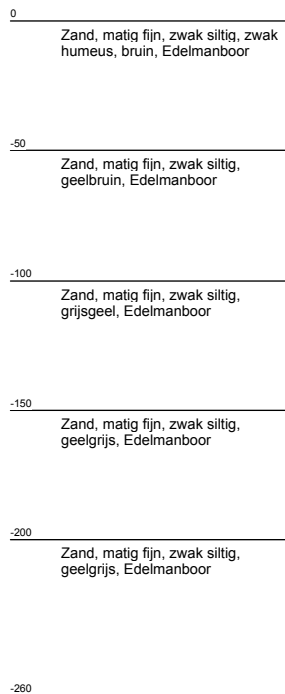 0
Zand, matig fijn, zwak siltig, zwak
humeus, bruin, Edelmanboor
-50
Zand, matig fijn, zwak siltig,
geelbruin, Edelmanboor
-100
Zand, matig fijn, zwak siltig,
grijsgeel, Edelmanboor
-150
Zand, matig fijn, zwak siltig,
geelgrijs, Edelmanboor
-200
Zand, matig fijn, zwak siltig,
geelgrijs, Edelmanboor
-260